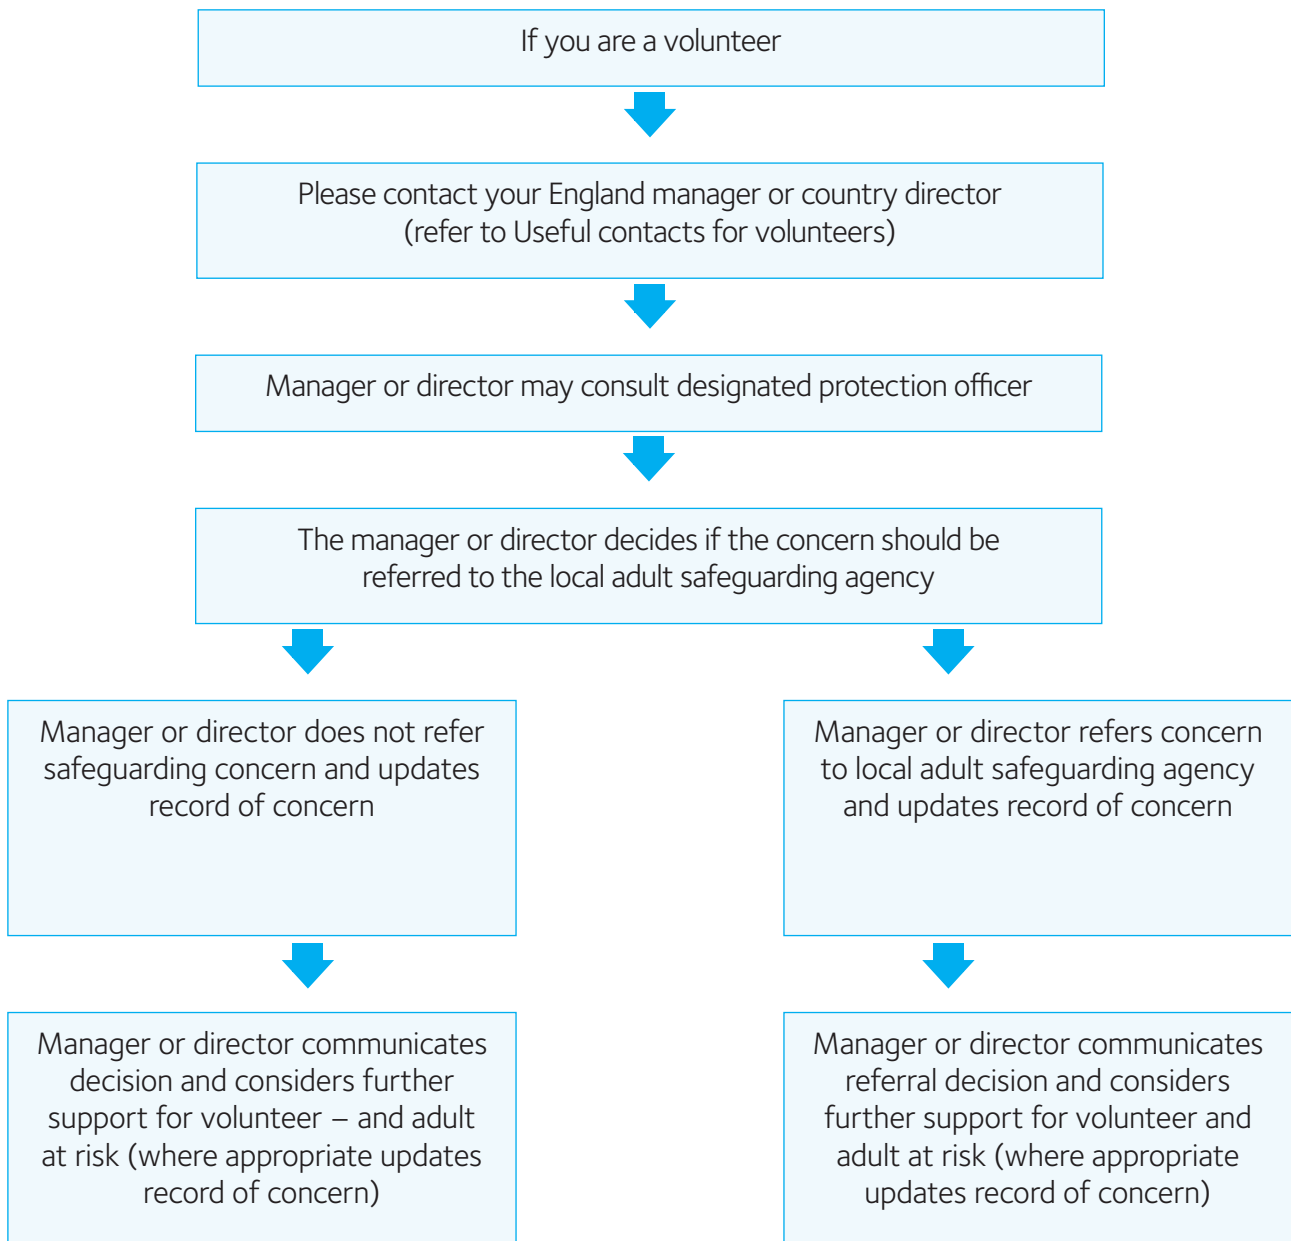 If you are a volunteer
Please contact your England manager or country director
(refer to Useful contacts for volunteers)
Manager or director may consult designated protection officer
The manager or director decides if the concern should be
referred to the local adult safeguarding agency
Manager or director does not refer
safeguarding concern and updates
record of concern
Manager or director refers concern
to local adult safeguarding agency
and updates record of concern
Manager or director communicates
decision and considers further
support for volunteer – and adult
at risk (where appropriate updates
record of concern)
Manager or director communicates
referral decision and considers
further support for volunteer and
adult at risk (where appropriate
updates record of concern)